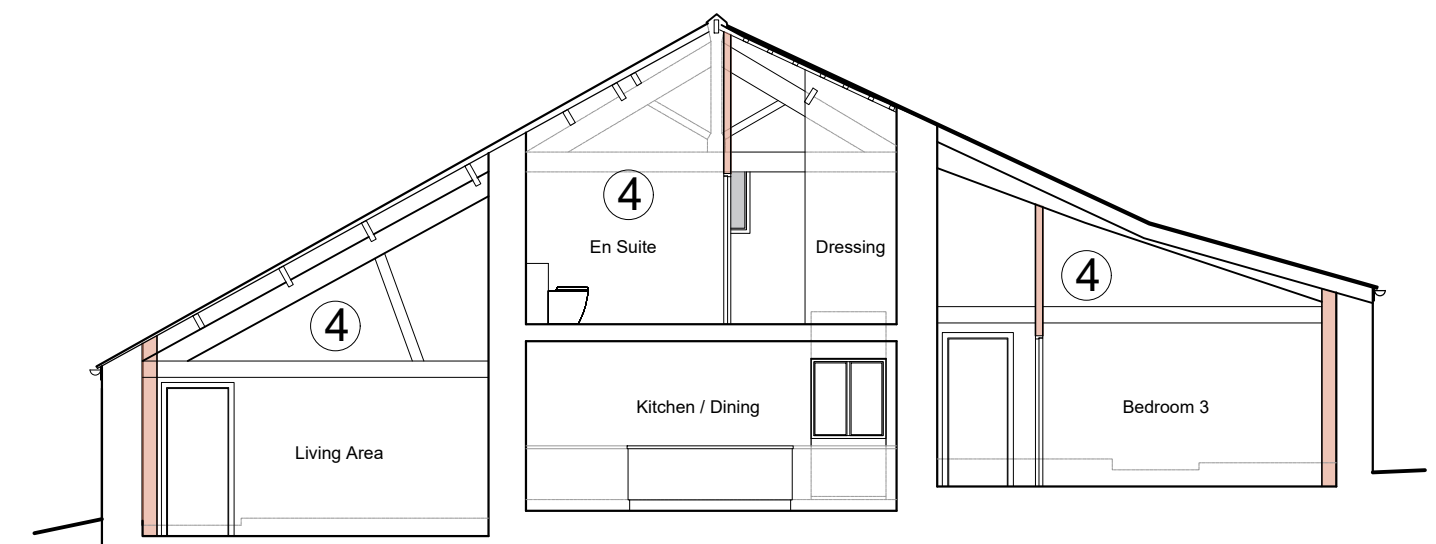 4
En Suite
Dressing
4
4
Kitchen / Dining
Bedroom 3
Living Area